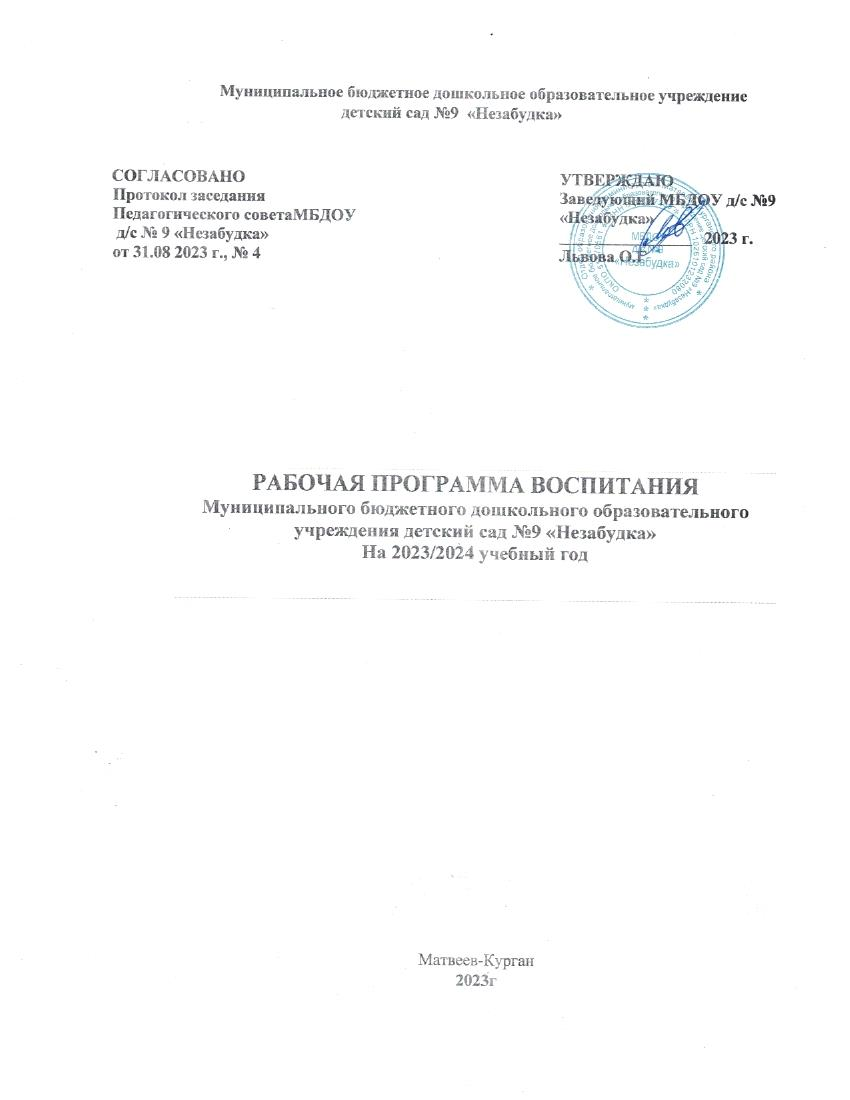 Муниципальное бюджетное дошкольное образовательное учреждение
детский сад №9 «Незабудка»
СОГЛАСОВАНО
Протокол заседания
Педагогического советаМБДОУ
д/с № 9 «Незабудка»
от 31.08 2023 г., № 4
УТВЕРЖДАЮ
Заведующий МБДОУ д/с №9
«Незабудка»
2023 г.
Львова О.Г
«Незабудка»
РАБОЧАЯ ПРОГРАММА ВОСПИТАНИЯ
Муниципального бюджетного дошкольного образовательного
учреждения детский сад №9 «Незабудка»
На 2023/2024 учебный год
Матвеев-Курган
2023г